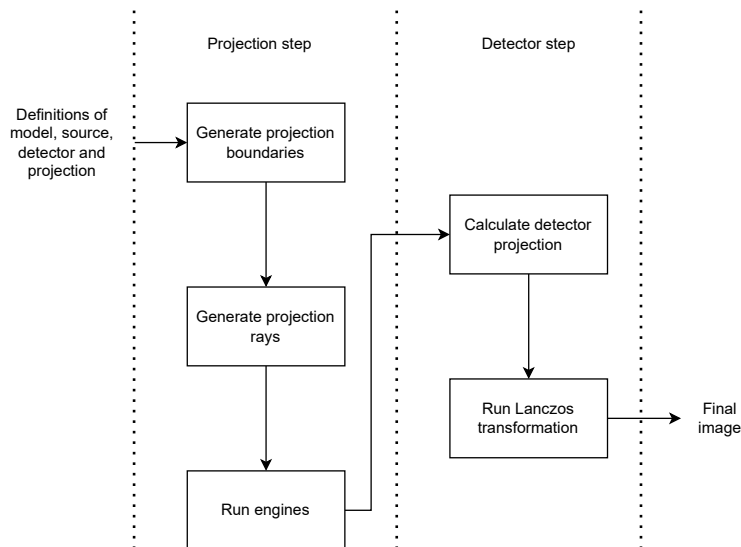 Projection step
Detector step
Definitions of
model, source,
detector and
projection
Generate projection
boundaries
Calculate detector
projection
Generate projection
rays
Run Lanczos
transformation
Final
image
Run engines